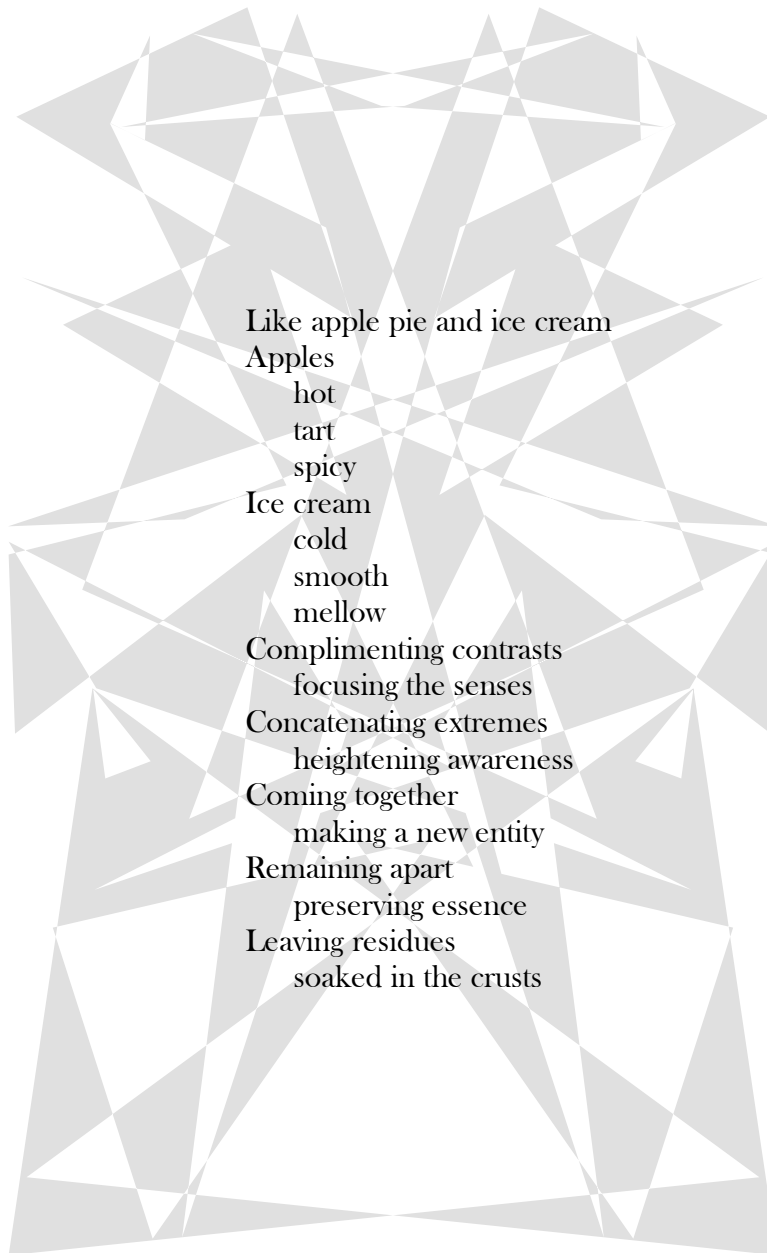 Like apple pie and ice cream
Apples
hot
tart
spicy
Ice cream
cold
smooth
mellow
Complimenting contrasts
focusing the senses
Concatenating extremes
heightening awareness
Coming together
making a new entity
Remaining apart
preserving essence
Leaving residues
soaked in the crusts